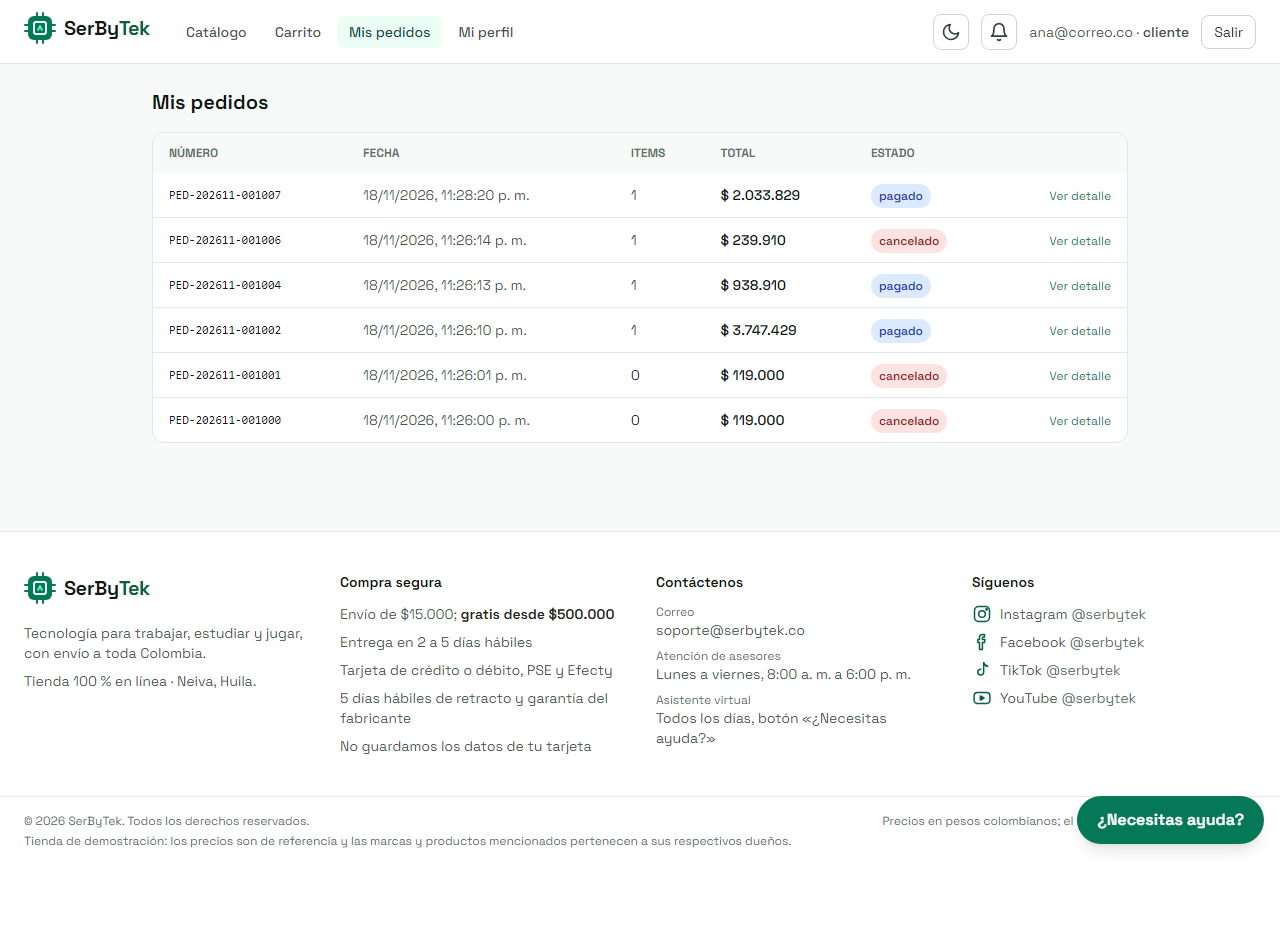 SerByTek
Catálogo
Carrito
Mis pedidos
Mi perfil
ana@correo.co · cliente
Salir
Mis pedidos
NÚMERO FECHA ITEMS TOTAL ESTADO
PED-202611-001007 18/11/2026, 11:28:20 p. m. 1 $ 2.033.829 pagado Ver detalle
PED-202611-001006 18/11/2026, 11:26:14 p. m. 1 $ 239.910 cancelado Ver detalle
PED-202611-001004 18/11/2026, 11:26:13 p. m. 1 $ 938.910 pagado Ver detalle
PED-202611-001002 18/11/2026, 11:26:10 p. m. 1 $ 3.747.429 pagado Ver detalle
PED-202611-001001 18/11/2026, 11:26:01 p. m. 0 $ 119.000 cancelado Ver detalle
PED-202611-001000 18/11/2026, 11:26:00 p. m. 0 $ 119.000 cancelado Ver detalle
SerByTek
Tecnología para trabajar, estudiar y jugar,
con envío a toda Colombia.
Tienda 100 % en línea · Neiva, Huila.
Compra segura
Envío de $15.000; gratis desde $500.000
Entrega en 2 a 5 días hábiles
Tarjeta de crédito o débito, PSE y Efecty
5 días hábiles de retracto y garantía del
fabricante
No guardamos los datos de tu tarjeta
Contáctenos
Correo
soporte@serbytek.co
Atención de asesores
Lunes a viernes, 8:00 a. m. a 6:00 p. m.
Asistente virtual
Todos los días, botón «¿Necesitas
ayuda?»
Síguenos
Instagram @serbytek
Facebook @serbytek
TikTok @serbytek
YouTube @serbytek
© 2026 SerByTek. Todos los derechos reservados.
Precios en pesos colombianos; el
¿Necesitas ayuda?
Tienda de demostración: los precios son de referencia y las marcas y productos mencionados pertenecen a sus respectivos dueños.